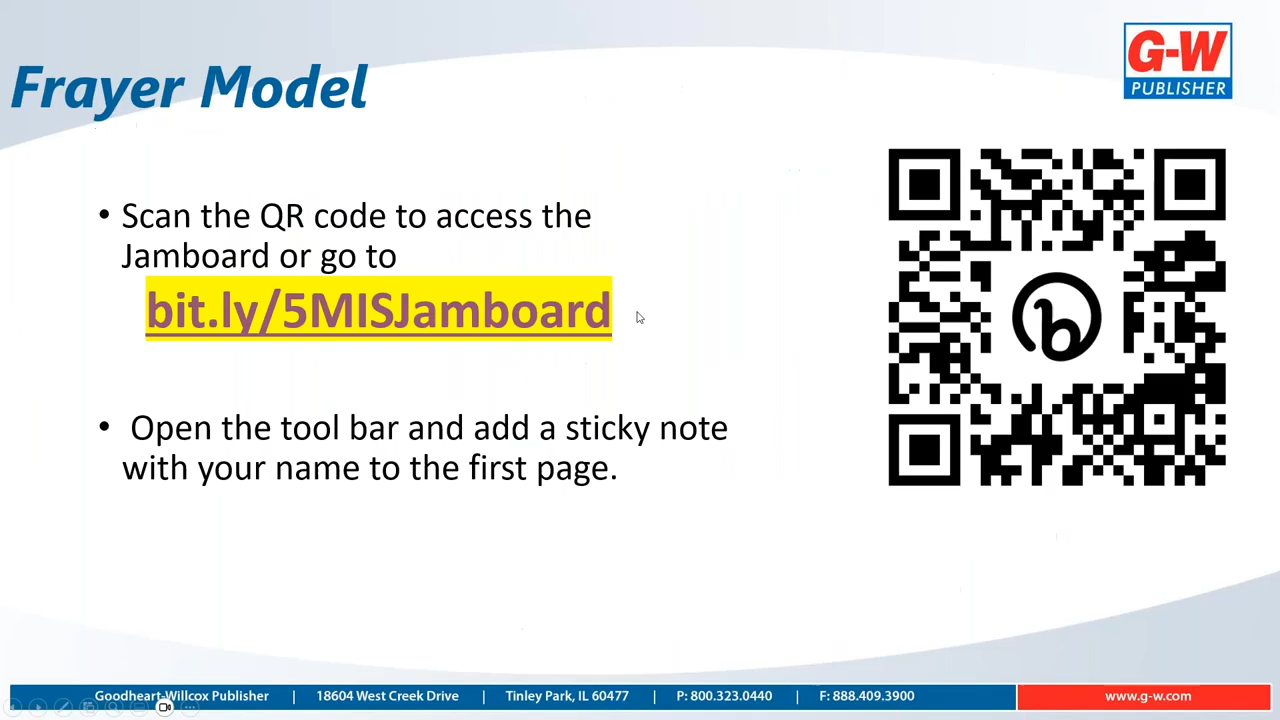 Frayer Model
G-W
PUBLISHER
• Scan the QR code to access the
Jamboard or go to
bit.ly/5MISJamboard
• Open the tool bar and add a sticky note
with your name to the first page.
b
Goodheart-Willcox Publisher | 18604 West Creek Drive | Tinley Park, IL 60477 | P: 800.323.0440 | F: 888.409.3900 www.g-w.com